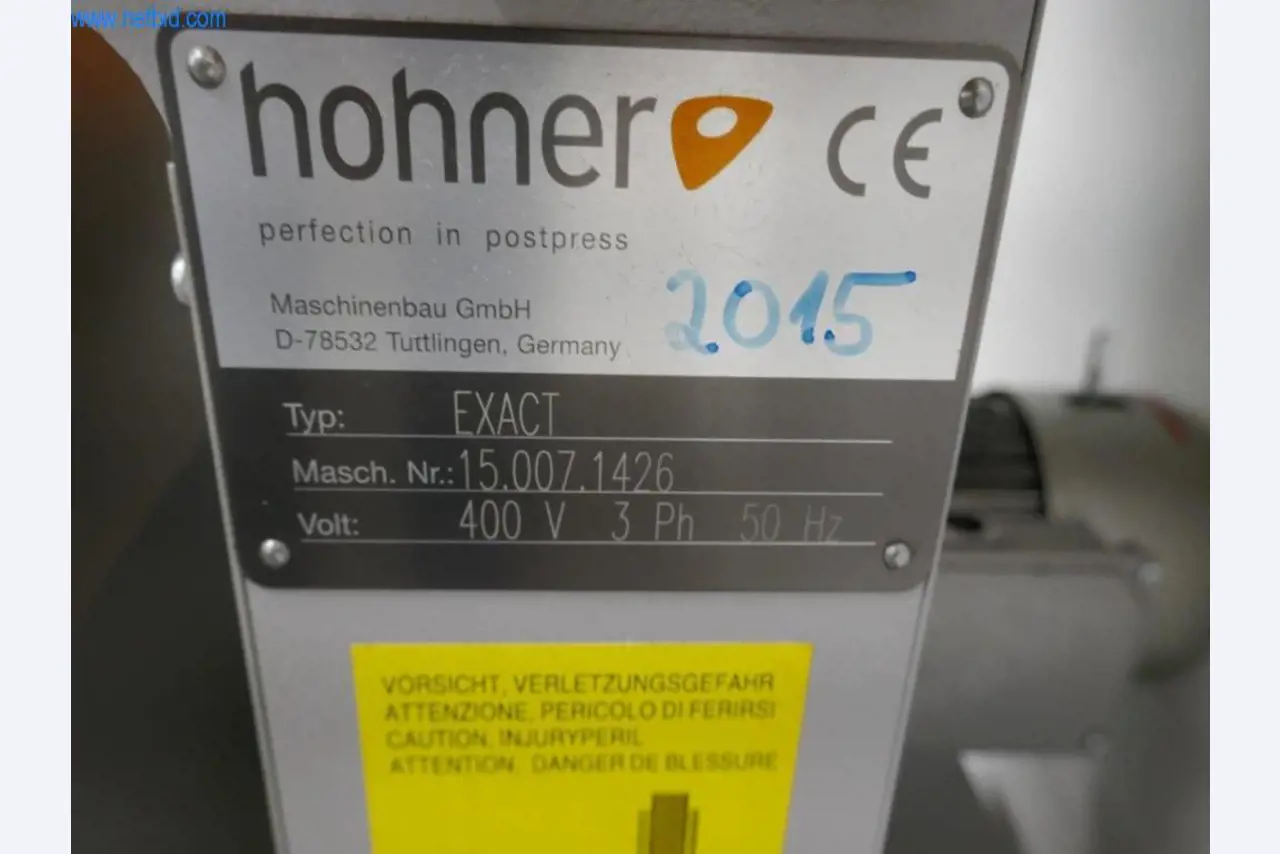 www.netbid.com
hohner CE
perfection in postpress
2015
Maschinenbau GmbH
D-78532 Tuttlingen, Germany
Typ: EXACT
Masch. Nr.: 15.007.1426
Volt: 400 V 3 Ph 50 Hz
VORSICHT, VERLETZUNGSGEFAHR
ATTENZIONE, PERICOLO DI FERIRSI
CAUTION, INJURYPERIL
ATTENTION, DANGER DE BLESSURE